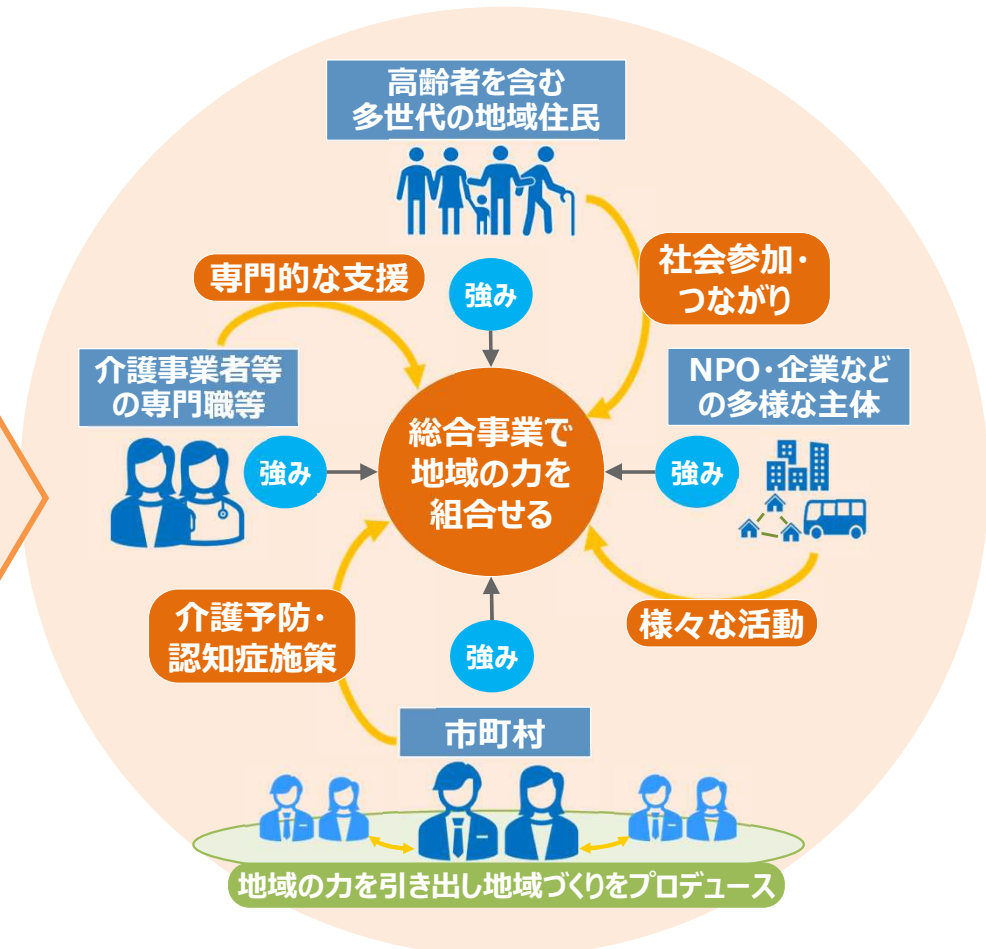 高齢者を含む
多世代の地域住民
専門的な支援
強み
社会参加・
つながり
介護事業者等
の専門職等
NPO・企業など
の多様な主体
強み
総合事業で
地域の力を
組合せる
強み
介護予防・
認知症施策
強み
様々な活動
市町村
地域の力を引き出し地域づくりをプロデュース